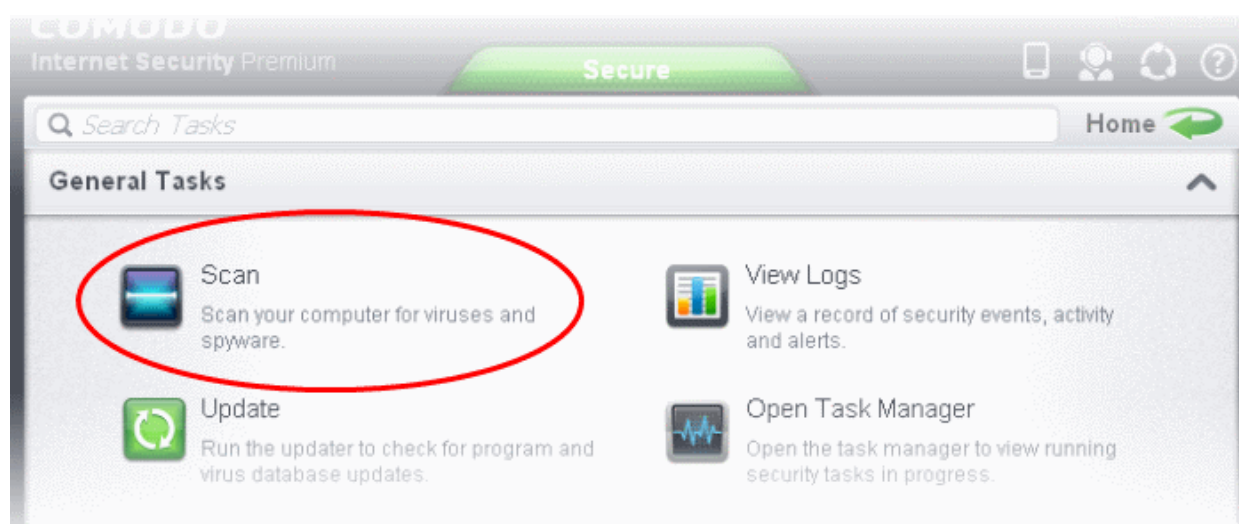 COMODO
Internet Security Premium
Secure
?
Search Tasks
Home
General Tasks
Scan
Scan your computer for viruses and
spyware.
View Logs
View a record of security events, activity
and alerts.
Update
Run the updater to check for program and
virus database updates.
Open Task Manager
Open the task manager to view running
security tasks in progress.